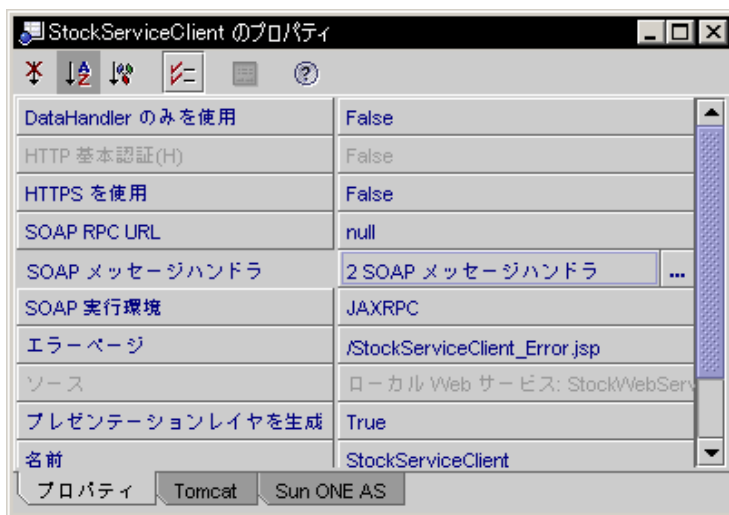 StockServiceClient のプロパティ
DataHandler のみを使用 False
HTTP 基本認証(H) False
HTTPS を使用 False
SOAP RPC URL null
SOAP メッセージハンドラ 2 SOAP メッセージハンドラ ...
SOAP 実行環境 JAXRPC
エラーページ /StockServiceClient_Error.jsp
ソース ローカル Web サービス: StockWebServ
プレゼンテーションレイヤを生成 True
名前 StockServiceClient
プロパティ Tomcat Sun ONE AS